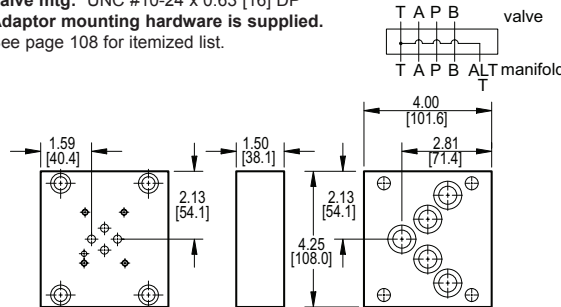 valve mtg. UNC #10-24 x 0.63 [16] DP
Adaptor mounting hardware is supplied.
See page 108 for itemized list.
T A P B valve
T A P B ALT manifold
T
4.00
[101.6]
1.59
[40.4]
1.50
[38.1]
2.81
[71.4]
2.13
[54.1]
2.13
[54.1]
4.25
[108.0]